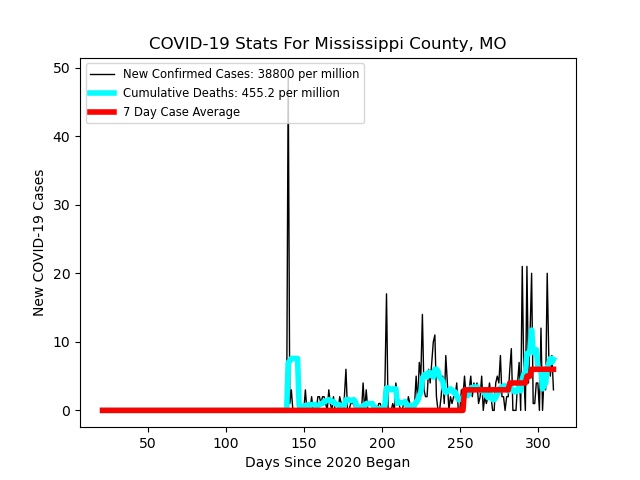 COVID-19 Stats For Mississippi County, MO
New Confirmed Cases: 38800 per million
Cumulative Deaths: 455.2 per million
7 Day Case Average
50
40
30
20
10
0
New COVID-19 Cases
50 100 150 200 250 300
Days Since 2020 Began